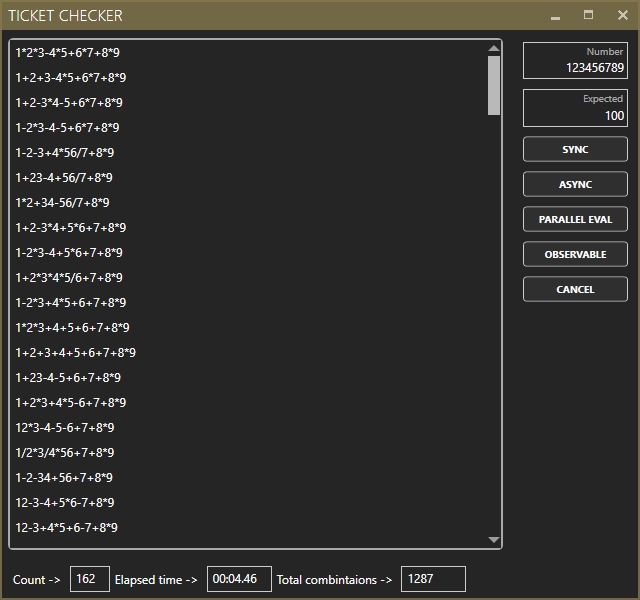 TICKET CHECKER
1*2*3-4*5+6*7+8*9
1+2+3-4*5+6*7+8*9
1+2-3*4-5+6*7+8*9
1-2*3-4-5+6*7+8*9
1-2-3+4*56/7+8*9
1+23-4+56/7+8*9
1*2+34-56/7+8*9
1+2-3*4+5*6+7+8*9
1-2*3-4+5*6+7+8*9
1+2*3*4*5/6+7+8*9
1-2*3+4*5+6+7+8*9
1*2*3+4+5+6+7+8*9
1+2+3+4+5+6+7+8*9
1+23-4-5+6+7+8*9
1+2*3+4*5-6+7+8*9
12*3-4-5-6+7+8*9
1/2*3/4*56+7+8*9
1-2-34+56+7+8*9
12-3-4+5*6-7+8*9
12-3+4*5+6-7+8*9
Number
123456789
Expected
100
SYNC
ASYNC
PARALLEL EVAL
OBSERVABLE
CANCEL
Count -> 162 Elapsed time -> 00:04.46 Total combintaions -> 1287